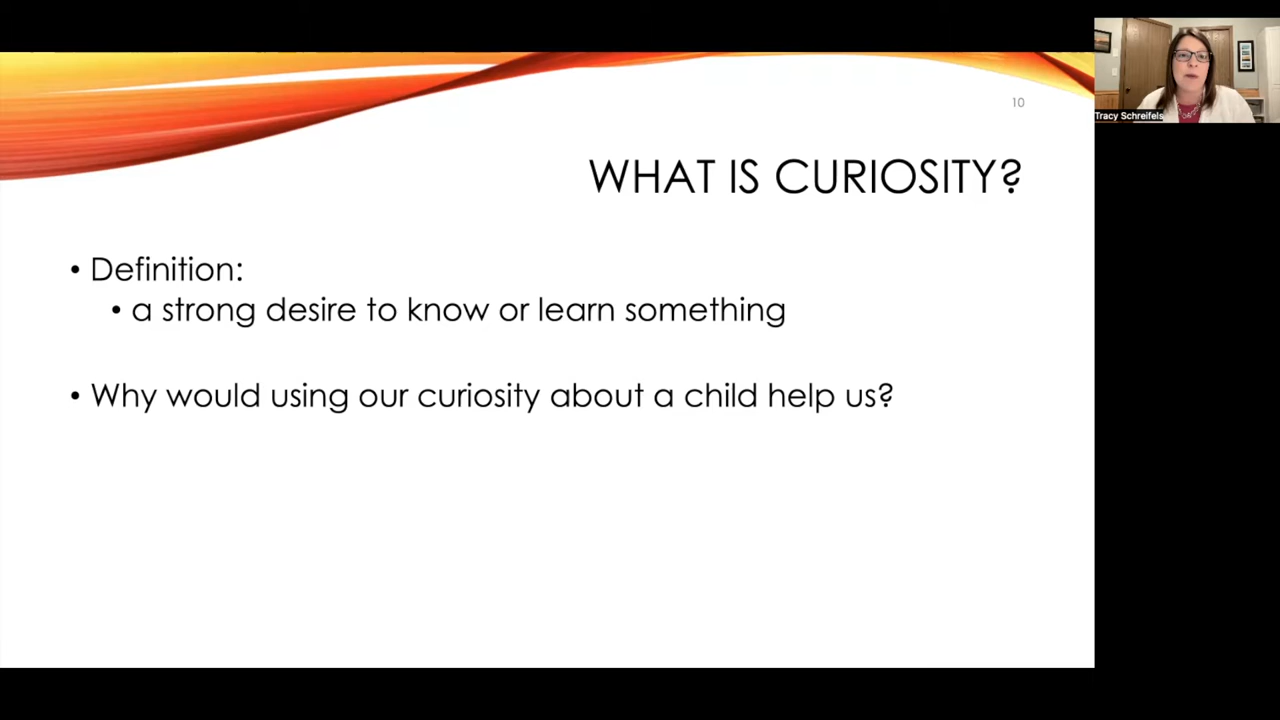 Tracy Schreifels
10
WHAT IS CURIOSITY?
• Definition:
• a strong desire to know or learn something
• Why would using our curiosity about a child help us?